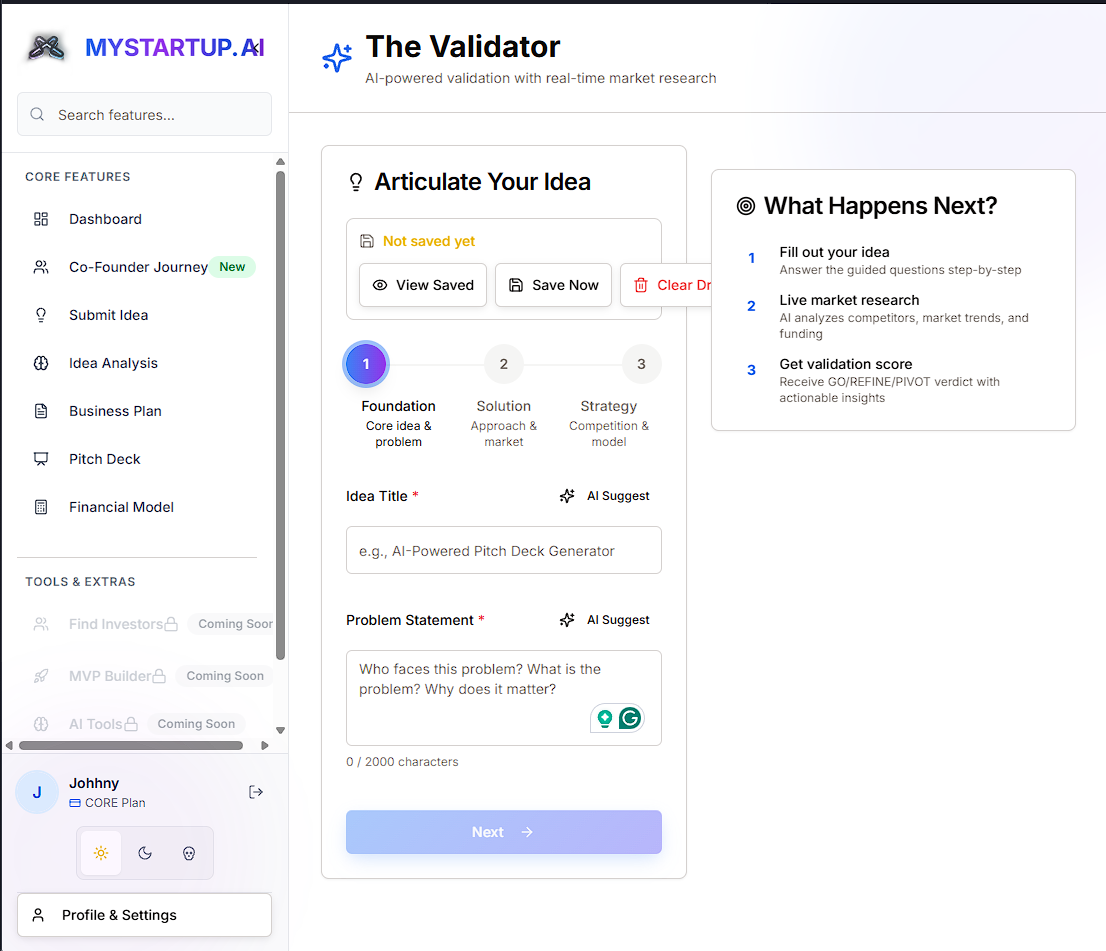 MYSTARTUP.AI
Search features...
CORE FEATURES
Dashboard
Co-Founder Journey New
Submit Idea
Idea Analysis
Business Plan
Pitch Deck
Financial Model
TOOLS & EXTRAS
Find Investors Coming Soon
MVP Builder Coming Soon
AI Tools Coming Soon
J
Johhny
CORE Plan
Profile & Settings
The Validator
AI-powered validation with real-time market research
Articulate Your Idea
Not saved yet
View Saved Save Now Clear Dr
1 2 3
Foundation Solution Strategy
Core idea & Approach & Competition &
problem market model
Idea Title * AI Suggest
e.g., AI-Powered Pitch Deck Generator
Problem Statement * AI Suggest
Who faces this problem? What is the
problem? Why does it matter?
G
0 / 2000 characters
Next
What Happens Next?
1 Fill out your idea
Answer the guided questions step-by-step
2 Live market research
AI analyzes competitors, market trends, and
funding
3 Get validation score
Receive GO/REFINE/PIVOT verdict with
actionable insights